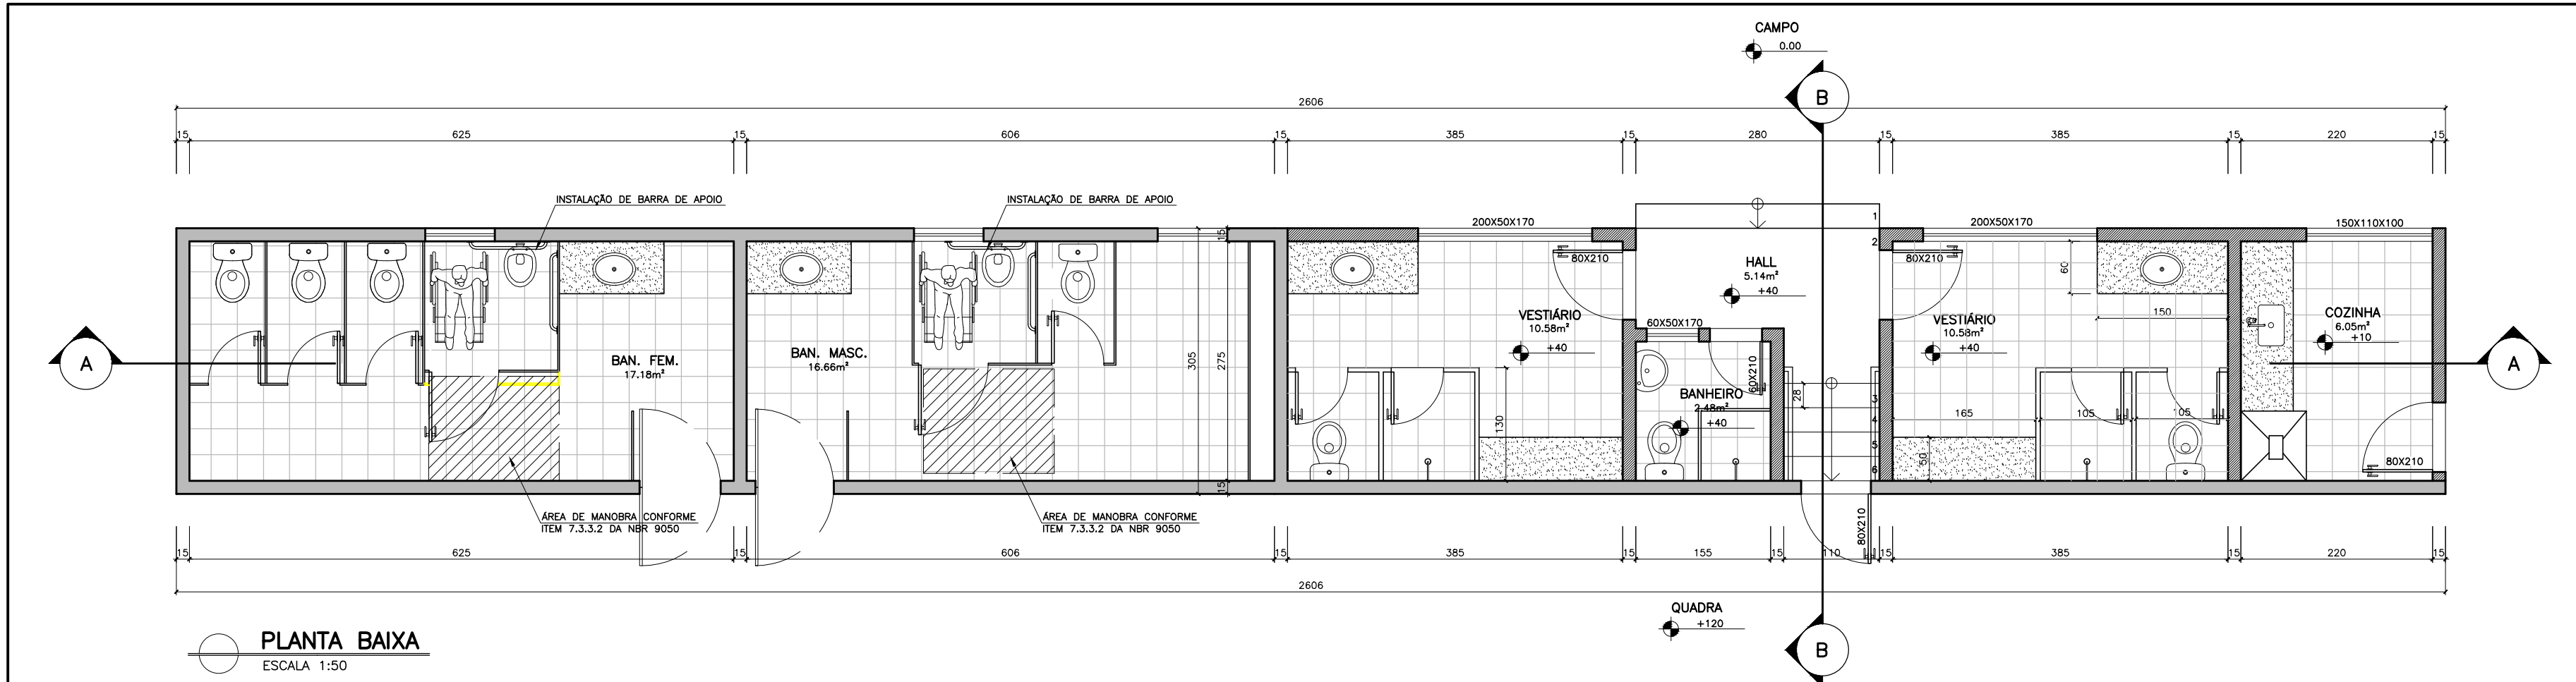 CAMPO
0.00
B
2606
15 625 15 606 15 385 15 280 15 385 15 220 15
INSTALAÇÃO DE BARRA DE APOIO
INSTALAÇÃO DE BARRA DE APOIO
200X50X170
200X50X170
150X110X100
1
2
15
80X210
80X210
HALL
5.14m²
+40
60
VESTIÁRIO
10.58m²
+40
60X50X170
150
VESTIÁRIO
10.58m²
+40
COZINHA
6.05m²
+10
A
A
BAN. FEM.
17.18m²
BAN. MASC.
16.66m²
305
275
60X210
BANHEIRO
2.48m²
+40
28
3
4
5
6
130
165
105
105
50
80X210
15
ÁREA DE MANOBRA CONFORME
ITEM 7.3.3.2 DA NBR 9050
ÁREA DE MANOBRA CONFORME
ITEM 7.3.3.2 DA NBR 9050
80X210
15 625 15 606 15 385 15 155 15 110 15 385 15 220 15
2606
QUADRA
+120
B
PLANTA BAIXA
ESCALA 1:50